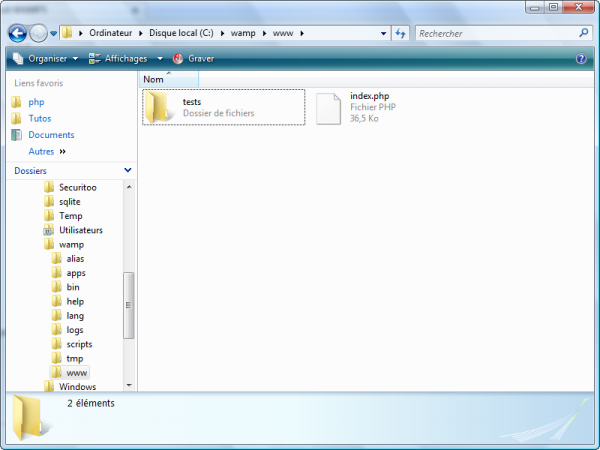 Ordinateur ▸ Disque local (C:) ▸ wamp ▸ www ▸
Rechercher
Organiser Affichages Graver
Liens favoris
php
Tutos
Documents
Autres »
Dossiers
Securitoo
sqlite
Temp
Utilisateurs
wamp
alias
apps
bin
help
lang
logs
scripts
tmp
www
Windows
Nom
tests
Dossier de fichiers
index.php
Fichier PHP
36,5 Ko
2 éléments